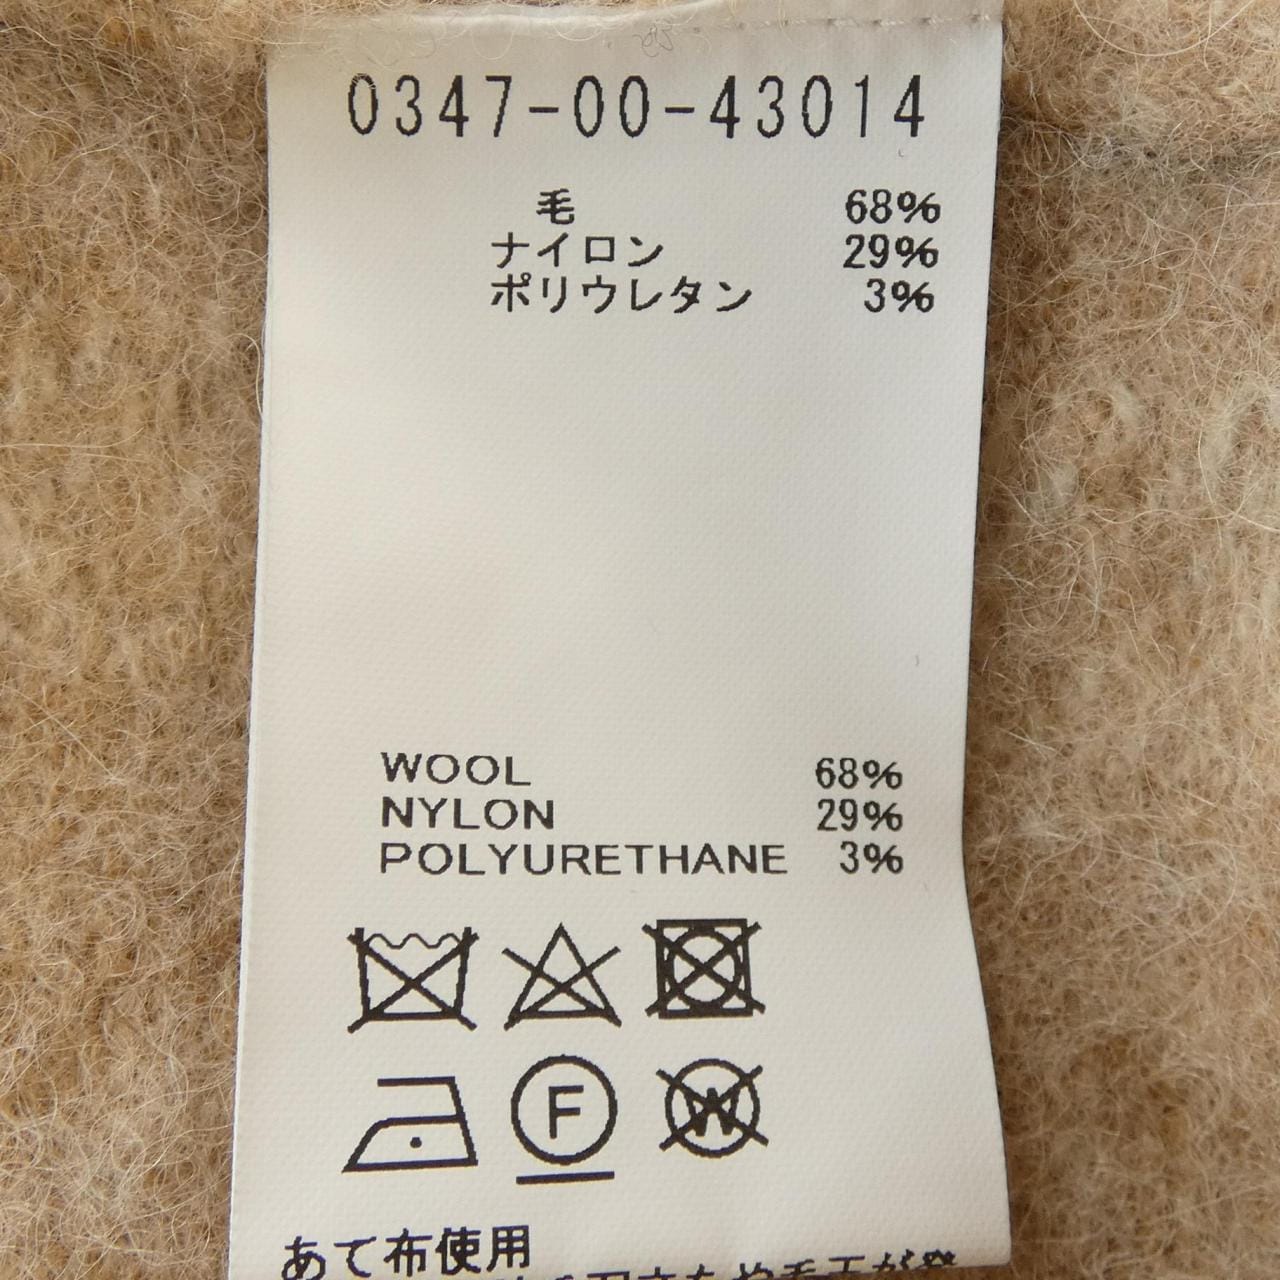 0347-00-43014
毛 68%
ナイロン 29%
ポリウレタン 3%
WOOL 68%
NYLON 29%
POLYURETHANE 3%
F
W
あて布使用